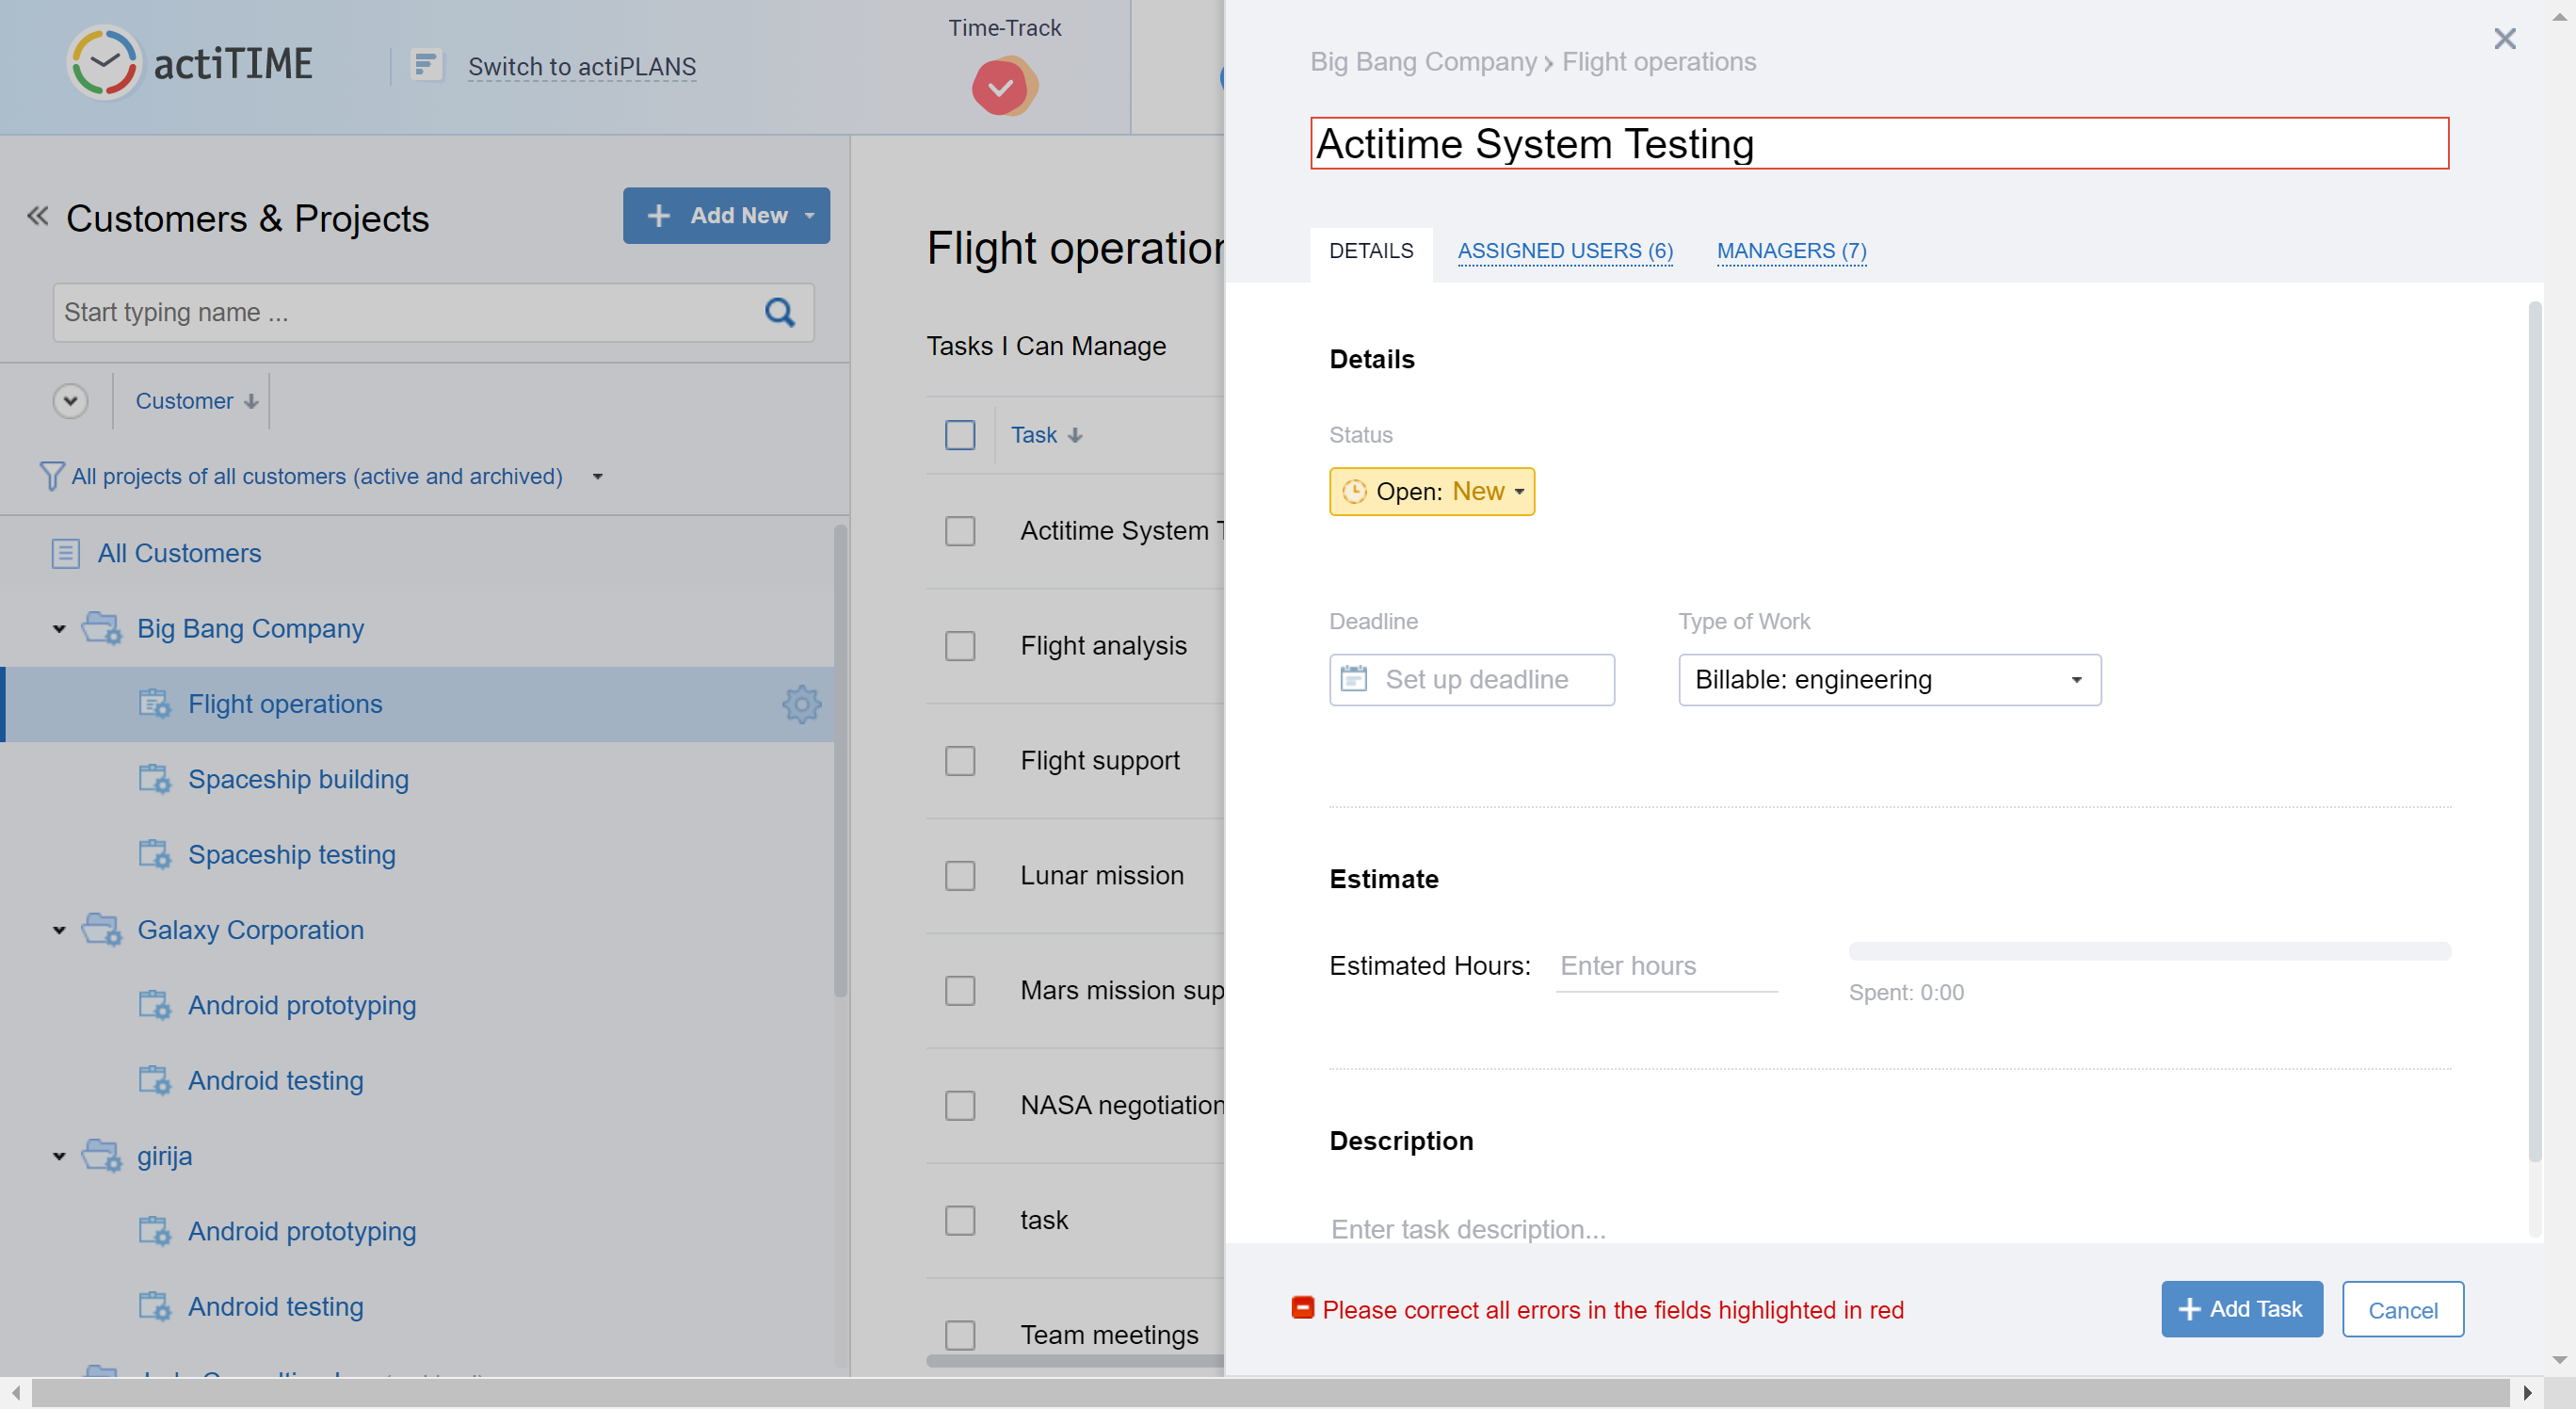 actiTIME
Switch to actiPLANS
Time-Track
Customers & Projects
Add New
Start typing name ...
Customer
All projects of all customers (active and archived)
All Customers
Big Bang Company
Flight operations
Spaceship building
Spaceship testing
Galaxy Corporation
Android prototyping
Android testing
girija
Android prototyping
Android testing
Flight operation
Tasks I Can Manage
Task
Actitime System T
Flight analysis
Flight support
Lunar mission
Mars mission sup
NASA negotiation
task
Team meetings
Big Bang Company › Flight operations
Actitime System Testing
DETAILS
ASSIGNED USERS (6)
MANAGERS (7)
Details
Status
Open: New
Deadline
Type of Work
Set up deadline
Billable: engineering
Estimate
Estimated Hours: Enter hours
Spent: 0:00
Description
Enter task description...
Please correct all errors in the fields highlighted in red
Add Task
Cancel